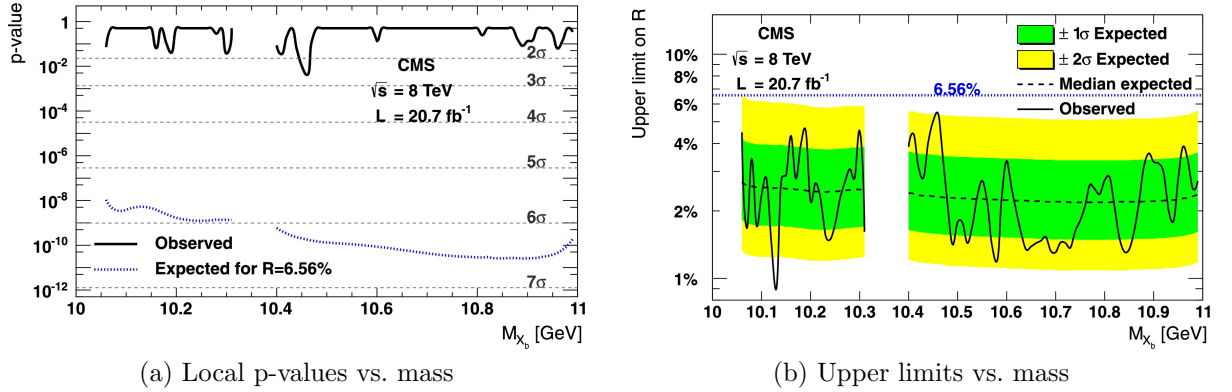 p-value
1
10-2
10-4
10-6
10-8
10-10
10-12
2σ
3σ
4σ
5σ
6σ
7σ
CMS
√s = 8 TeV
L = 20.7 fb-1
Observed
Expected for R=6.56%
10 10.2 10.4 10.6 10.8 11
MXb [GeV]
(a) Local p-values vs. mass
Upper limit on R
10%
8%
6%
4%
2%
1%
CMS
√s = 8 TeV
L = 20.7 fb-1
± 1σ Expected
± 2σ Expected
Median expected
Observed
6.56%
10 10.1 10.2 10.3 10.4 10.5 10.6 10.7 10.8 10.9 11
MXb [GeV]
(b) Upper limits vs. mass